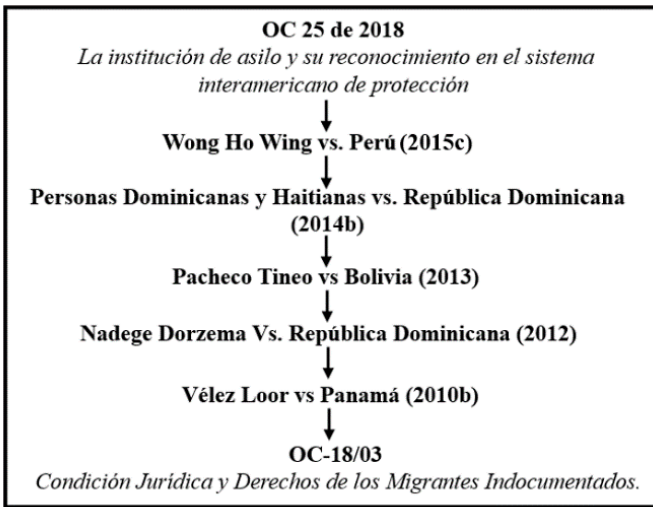 OC 25 de 2018
La institución de asilo y su reconocimiento en el sistema
interamericano de protección
Wong Ho Wing vs. Perú (2015c)
Personas Dominicanas y Haitianas vs. República Dominicana
(2014b)
Pacheco Tineo vs Bolivia (2013)
Nadege Dorzema Vs. República Dominicana (2012)
Vélez Loor vs Panamá (2010b)
OC-18/03
Condición Jurídica y Derechos de los Migrantes Indocumentados.